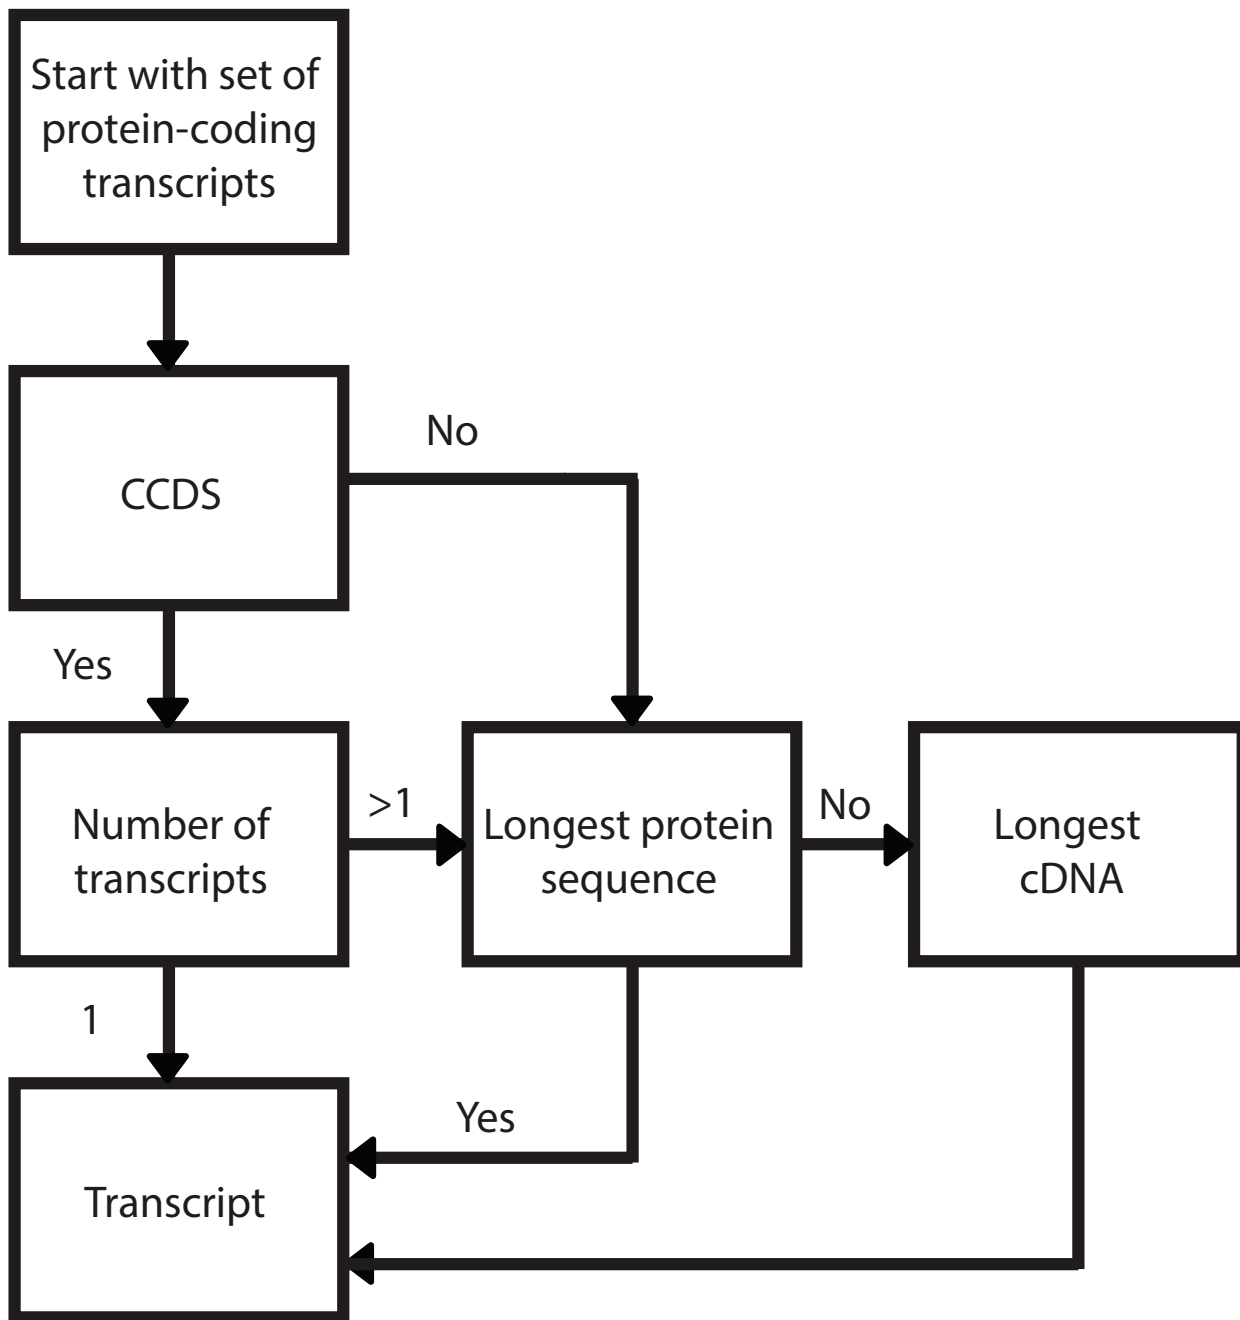 Start with set of
protein-coding
transcripts
No
CCDS
Yes
Number of
transcripts
>1
Longest protein
sequence
No
Longest
cDNA
1
Yes
Transcript